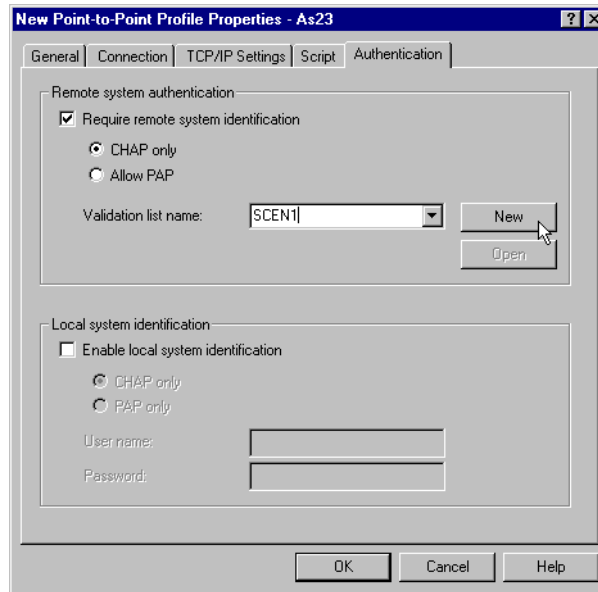 New Point-to-Point Profile Properties - As23
General Connection TCP/IP Settings Script Authentication
Remote system authentication
Require remote system identification
CHAP only
Allow PAP
Validation list name: SCEN1 New
Open
Local system identification
Enable local system identification
CHAP only
PAP only
User name:
Password:
OK Cancel Help